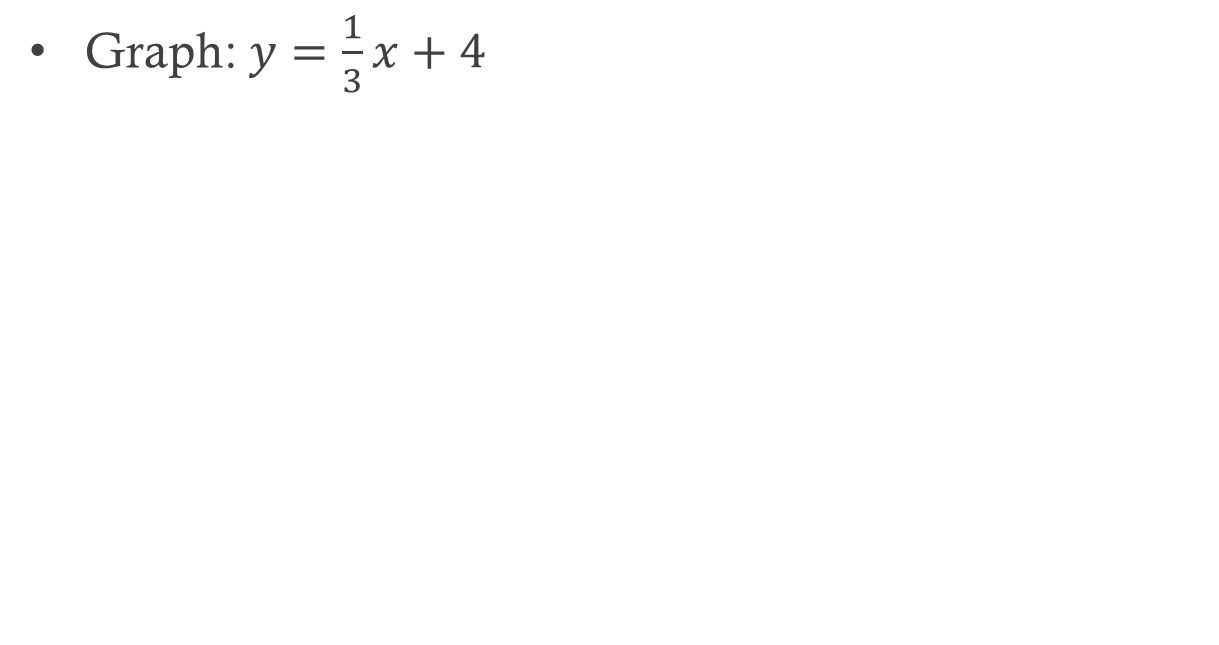 • Graph: y = 1/3 x + 4